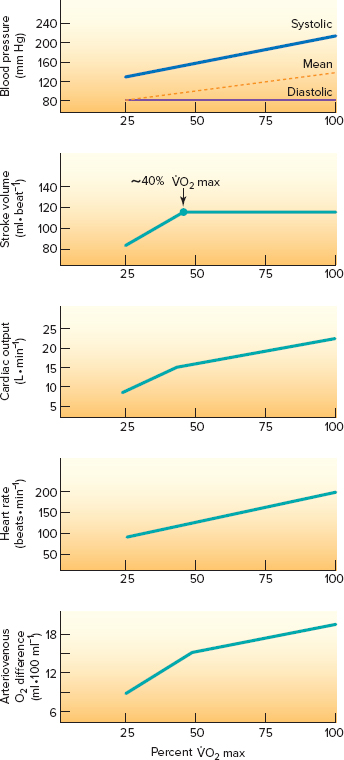 Blood pressure
(mm Hg)
240
200
160
120
80
Systolic
Mean
Diastolic
25 50 75 100
Stroke volume
(ml• beat⁻¹)
140
120
100
80
~40% V̇O₂ max
25 50 75 100
Cardiac output
(L•min⁻¹)
25
20
15
10
5
25 50 75 100
Heart rate
(beats•min⁻¹)
200
150
100
50
25 50 75 100
Arteriovenous
O₂ difference
(ml•100 ml⁻¹)
18
12
6
25 50 75 100
Percent V̇O₂ max